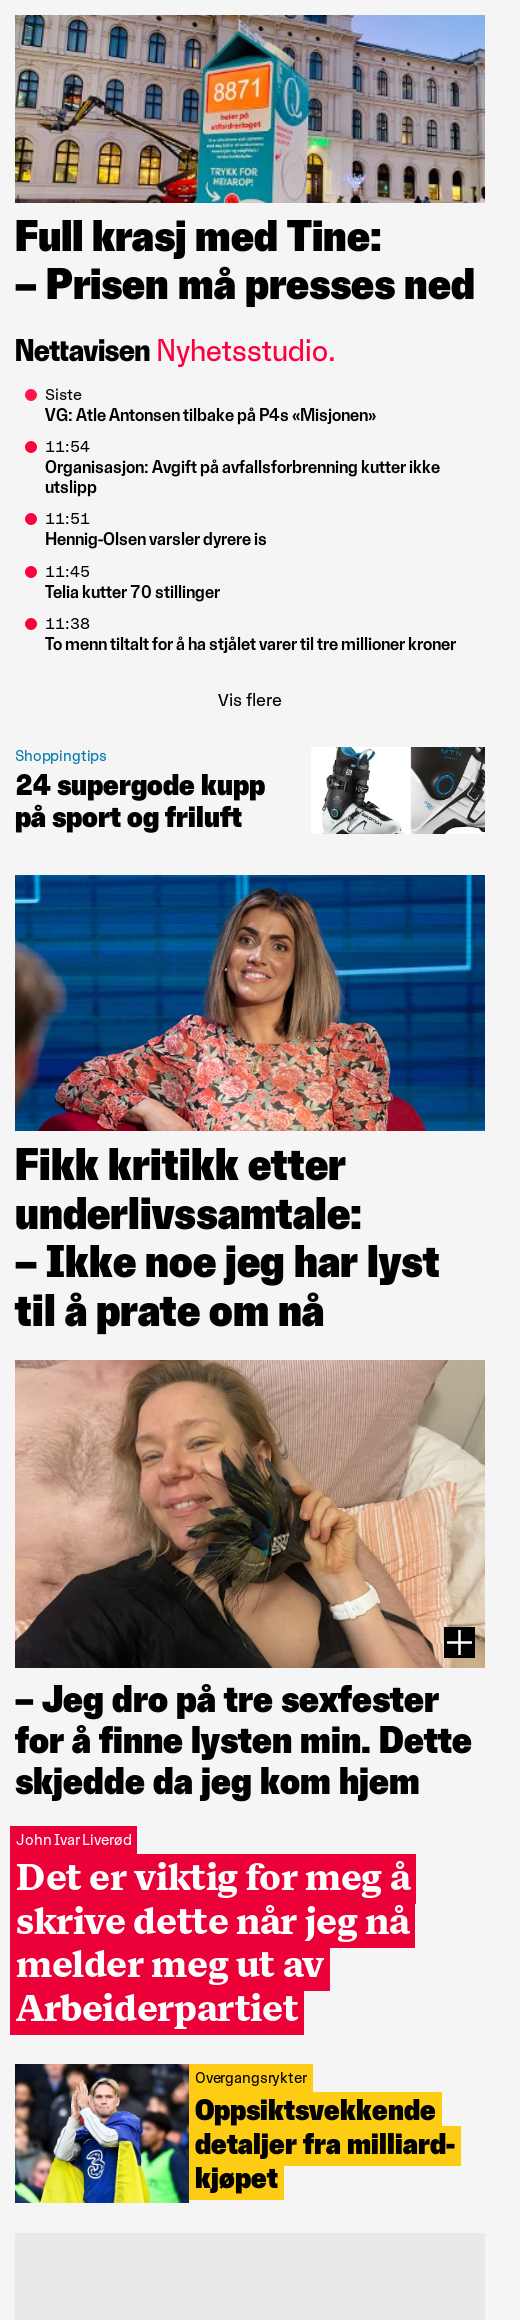 8871
heier på
utfordrerlaget
TRYKK FOR
HEIAROP!
Full krasj med Tine:
– Prisen må presses ned
Nettavisen Nyhetsstudio.
Siste
VG: Atle Antonsen tilbake på P4s «Misjonen»
11:54
Organisasjon: Avgift på avfallsforbrenning kutter ikke
utslipp
11:51
Hennig-Olsen varsler dyrere is
11:45
Telia kutter 70 stillinger
11:38
To menn tiltalt for å ha stjålet varer til tre millioner kroner
Vis flere
Shoppingtips
24 supergode kupp
på sport og friluft
Fikk kritikk etter
underlivssamtale:
– Ikke noe jeg har lyst
til å prate om nå
– Jeg dro på tre sexfester
for å finne lysten min. Dette
skjedde da jeg kom hjem
John Ivar Liverød
Det er viktig for meg å
skrive dette når jeg nå
melder meg ut av
Arbeiderpartiet
Overgangsrykter
Oppsiktsvekkende
detaljer fra milliard-
kjøpet
3